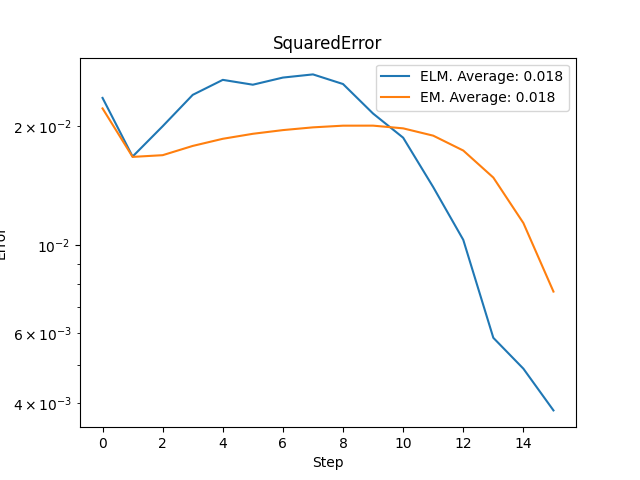 SquaredError
ELM. Average: 0.018
EM. Average: 0.018
2 × 10⁻²
10⁻²
6 × 10⁻³
4 × 10⁻³
Error
0 2 4 6 8 10 12 14
Step